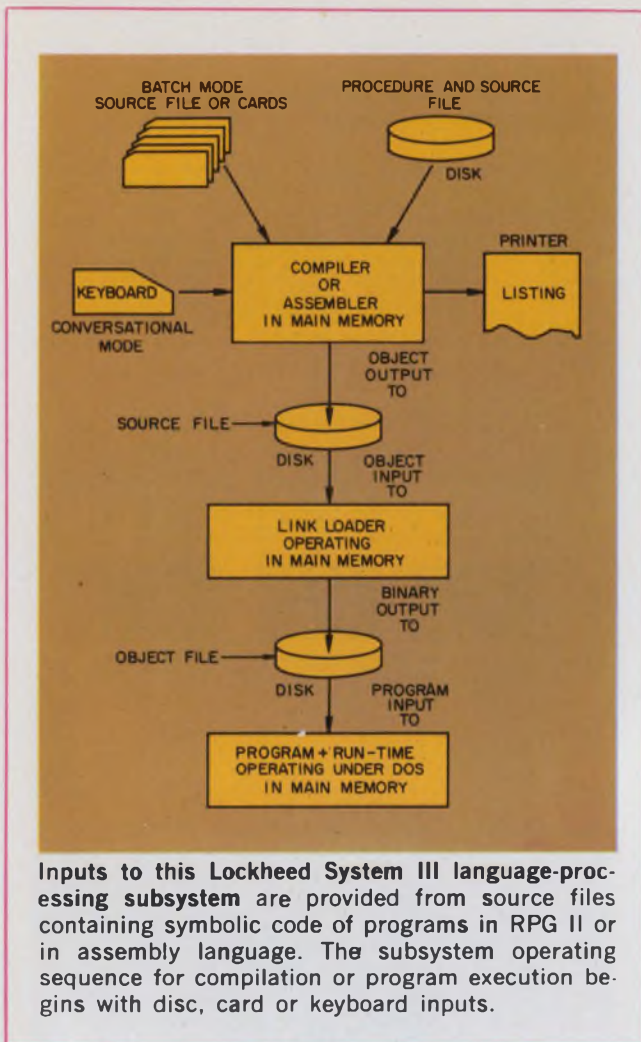 BATCH MODE
SOURCE FILE OR CARDS
PROCEDURE AND SOURCE
FILE
DISK
PRINTER
COMPILER
OR
ASSEMBLER
IN MAIN MEMORY
KEYBOARD
LISTING
CONVERSATIONAL
MODE
OBJECT
OUTPUT
TO
SOURCE FILE
DISK
OBJECT
INPUT
TO
LINK LOADER
OPERATING
IN MAIN MEMORY
BINARY
OUTPUT
TO
OBJECT FILE
DISK
PROGRAM
INPUT
TO
PROGRAM + RUN-TIME
OPERATING UNDER DOS
IN MAIN MEMORY
Inputs to this Lockheed System III language-proc-
essing subsystem are provided from source files
containing symbolic code of programs in RPG II or
in assembly language. The subsystem operating
sequence for compilation or program execution be-
gins with disc, card or keyboard inputs.